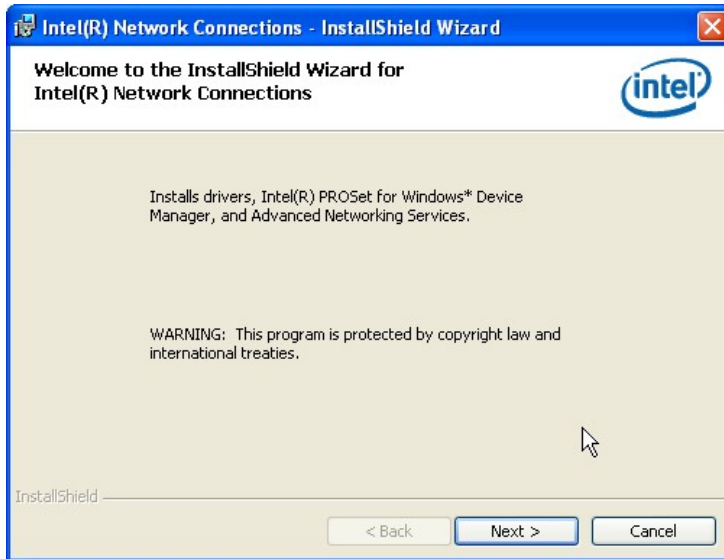 Intel(R) Network Connections - InstallShield Wizard
Welcome to the InstallShield Wizard for
Intel(R) Network Connections
intel
Installs drivers, Intel(R) PROSet for Windows* Device
Manager, and Advanced Networking Services.
WARNING: This program is protected by copyright law and
international treaties.
InstallShield
< Back
Next >
Cancel